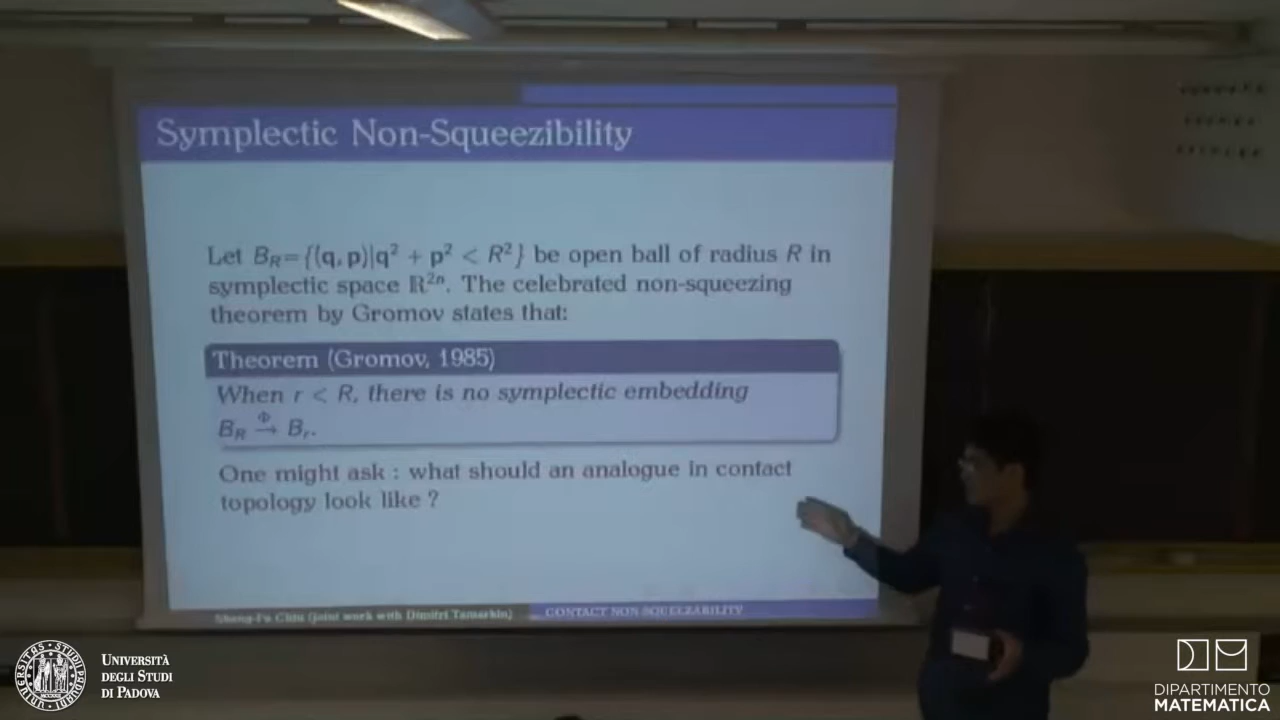 Symplectic Non-Squeezibility
Let B_R={(q,p)|q² + p² < R²} be open ball of radius R in
symplectic space ℝ²ⁿ. The celebrated non-squeezing
theorem by Gromov states that:
Theorem (Gromov, 1985)
When r < R, there is no symplectic embedding
B_R →^Φ B_r.
One might ask : what should an analogue in contact
topology look like ?
Sheng-Fu Chiu (joint work with Dimitri Tamarkin)
CONTACT NON-SQUEEZABILITY
UNIVERSITÀ
DEGLI STUDI
DI PADOVA
DIPARTIMENTO
MATEMATICA